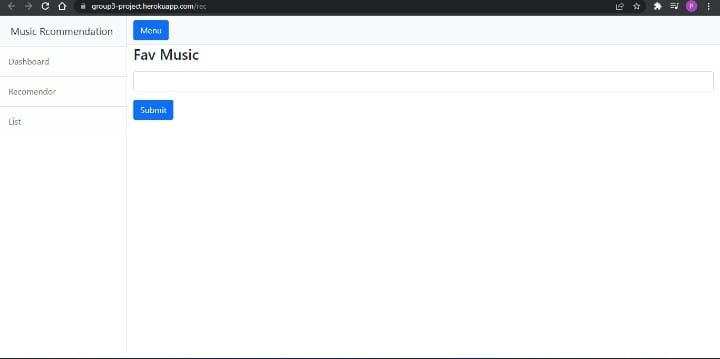 group3-project.herokuapp.com/rec
P
Music Rcommendation
Menu
Dashboard
Fav Music
Recomendor
Submit
List